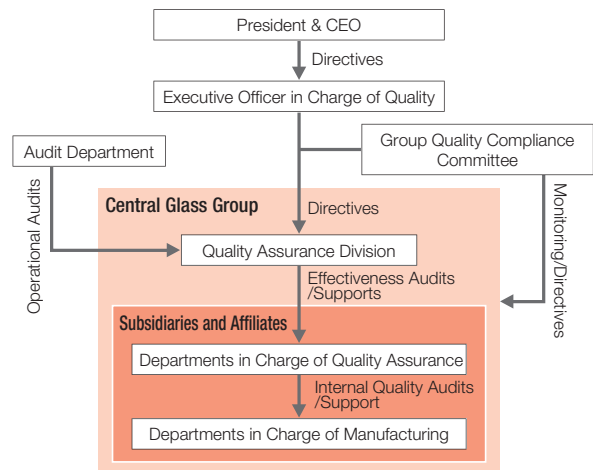 President & CEO
Directives
Executive Officer in Charge of Quality
Audit Department
Group Quality Compliance
Committee
Operational Audits
Central Glass Group
Directives
Monitoring/Directives
Quality Assurance Division
Effectiveness Audits
/Supports
Subsidiaries and Affiliates
Departments in Charge of Quality Assurance
Internal Quality Audits
/Support
Departments in Charge of Manufacturing